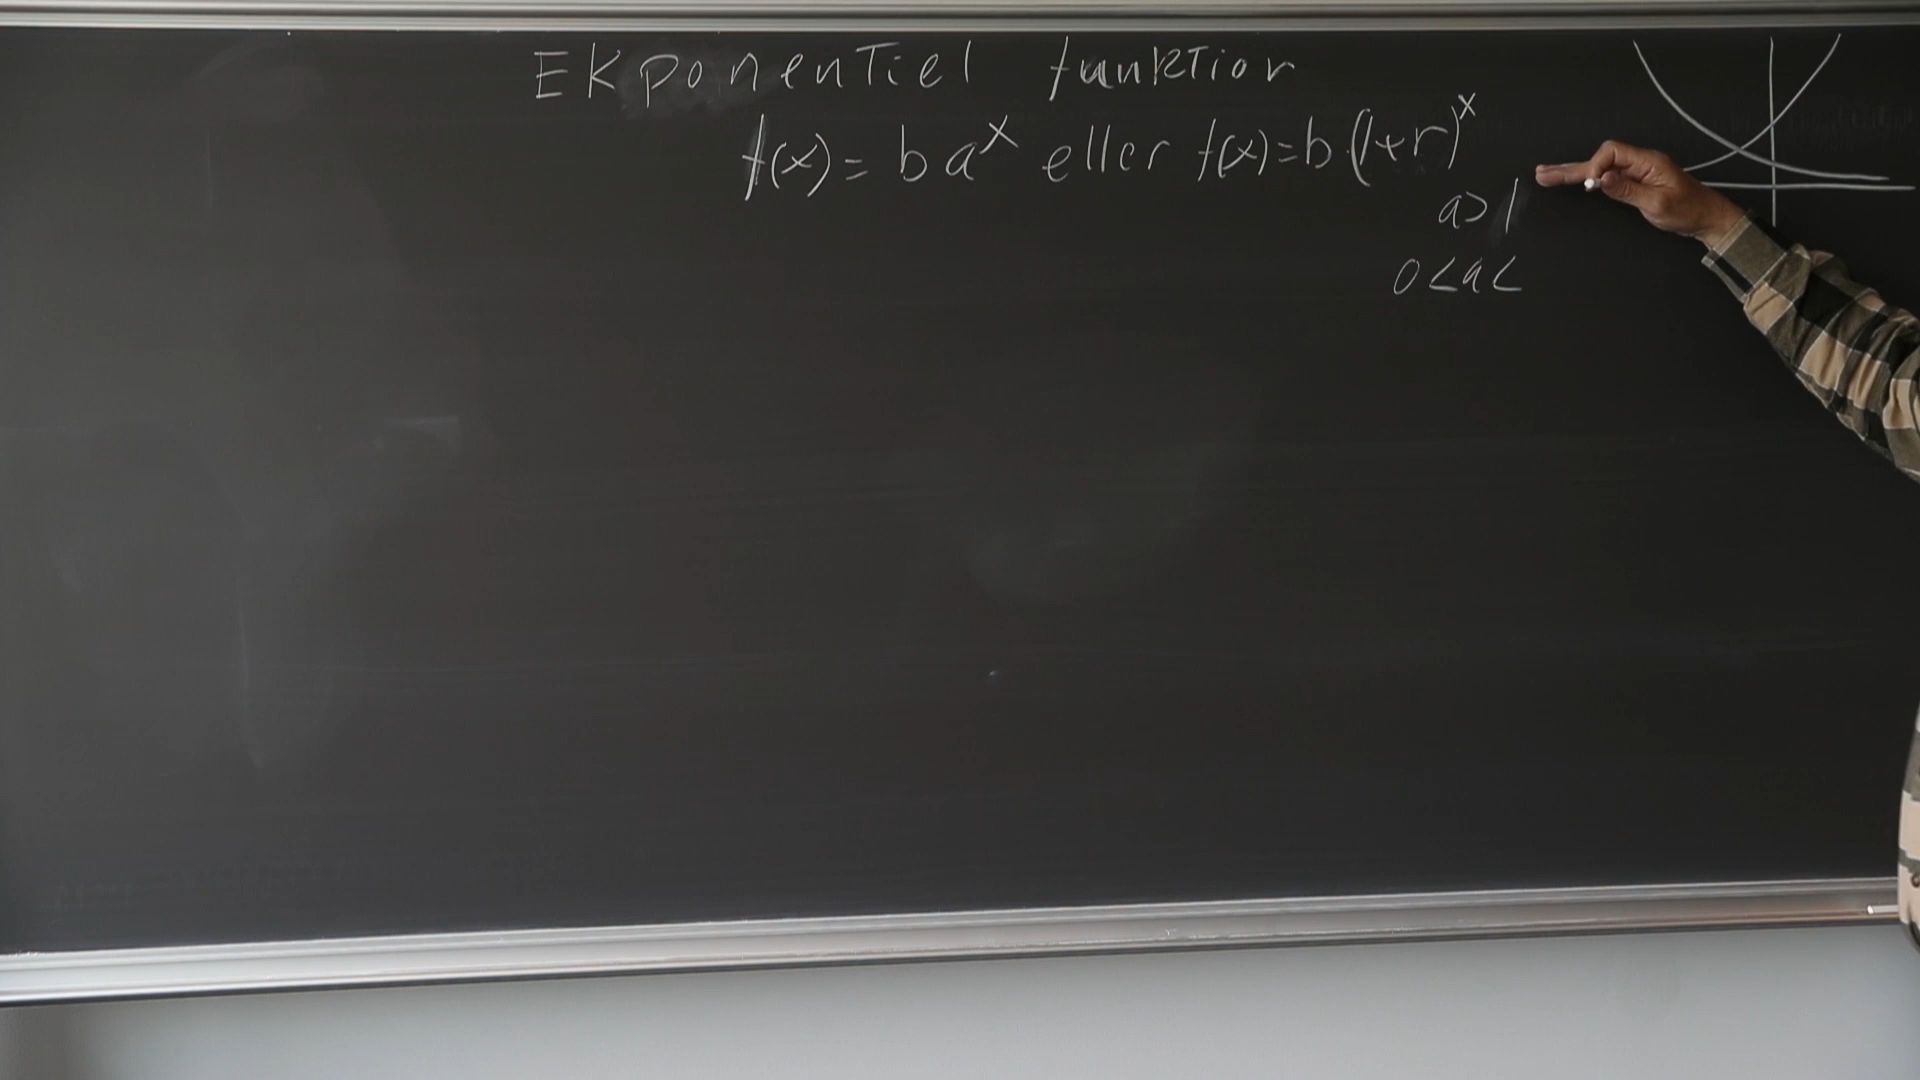 Ekponentiel funktion
f(x) = b a^x eller f(x) = b·(1+r)^x
a > 1
0 < a <